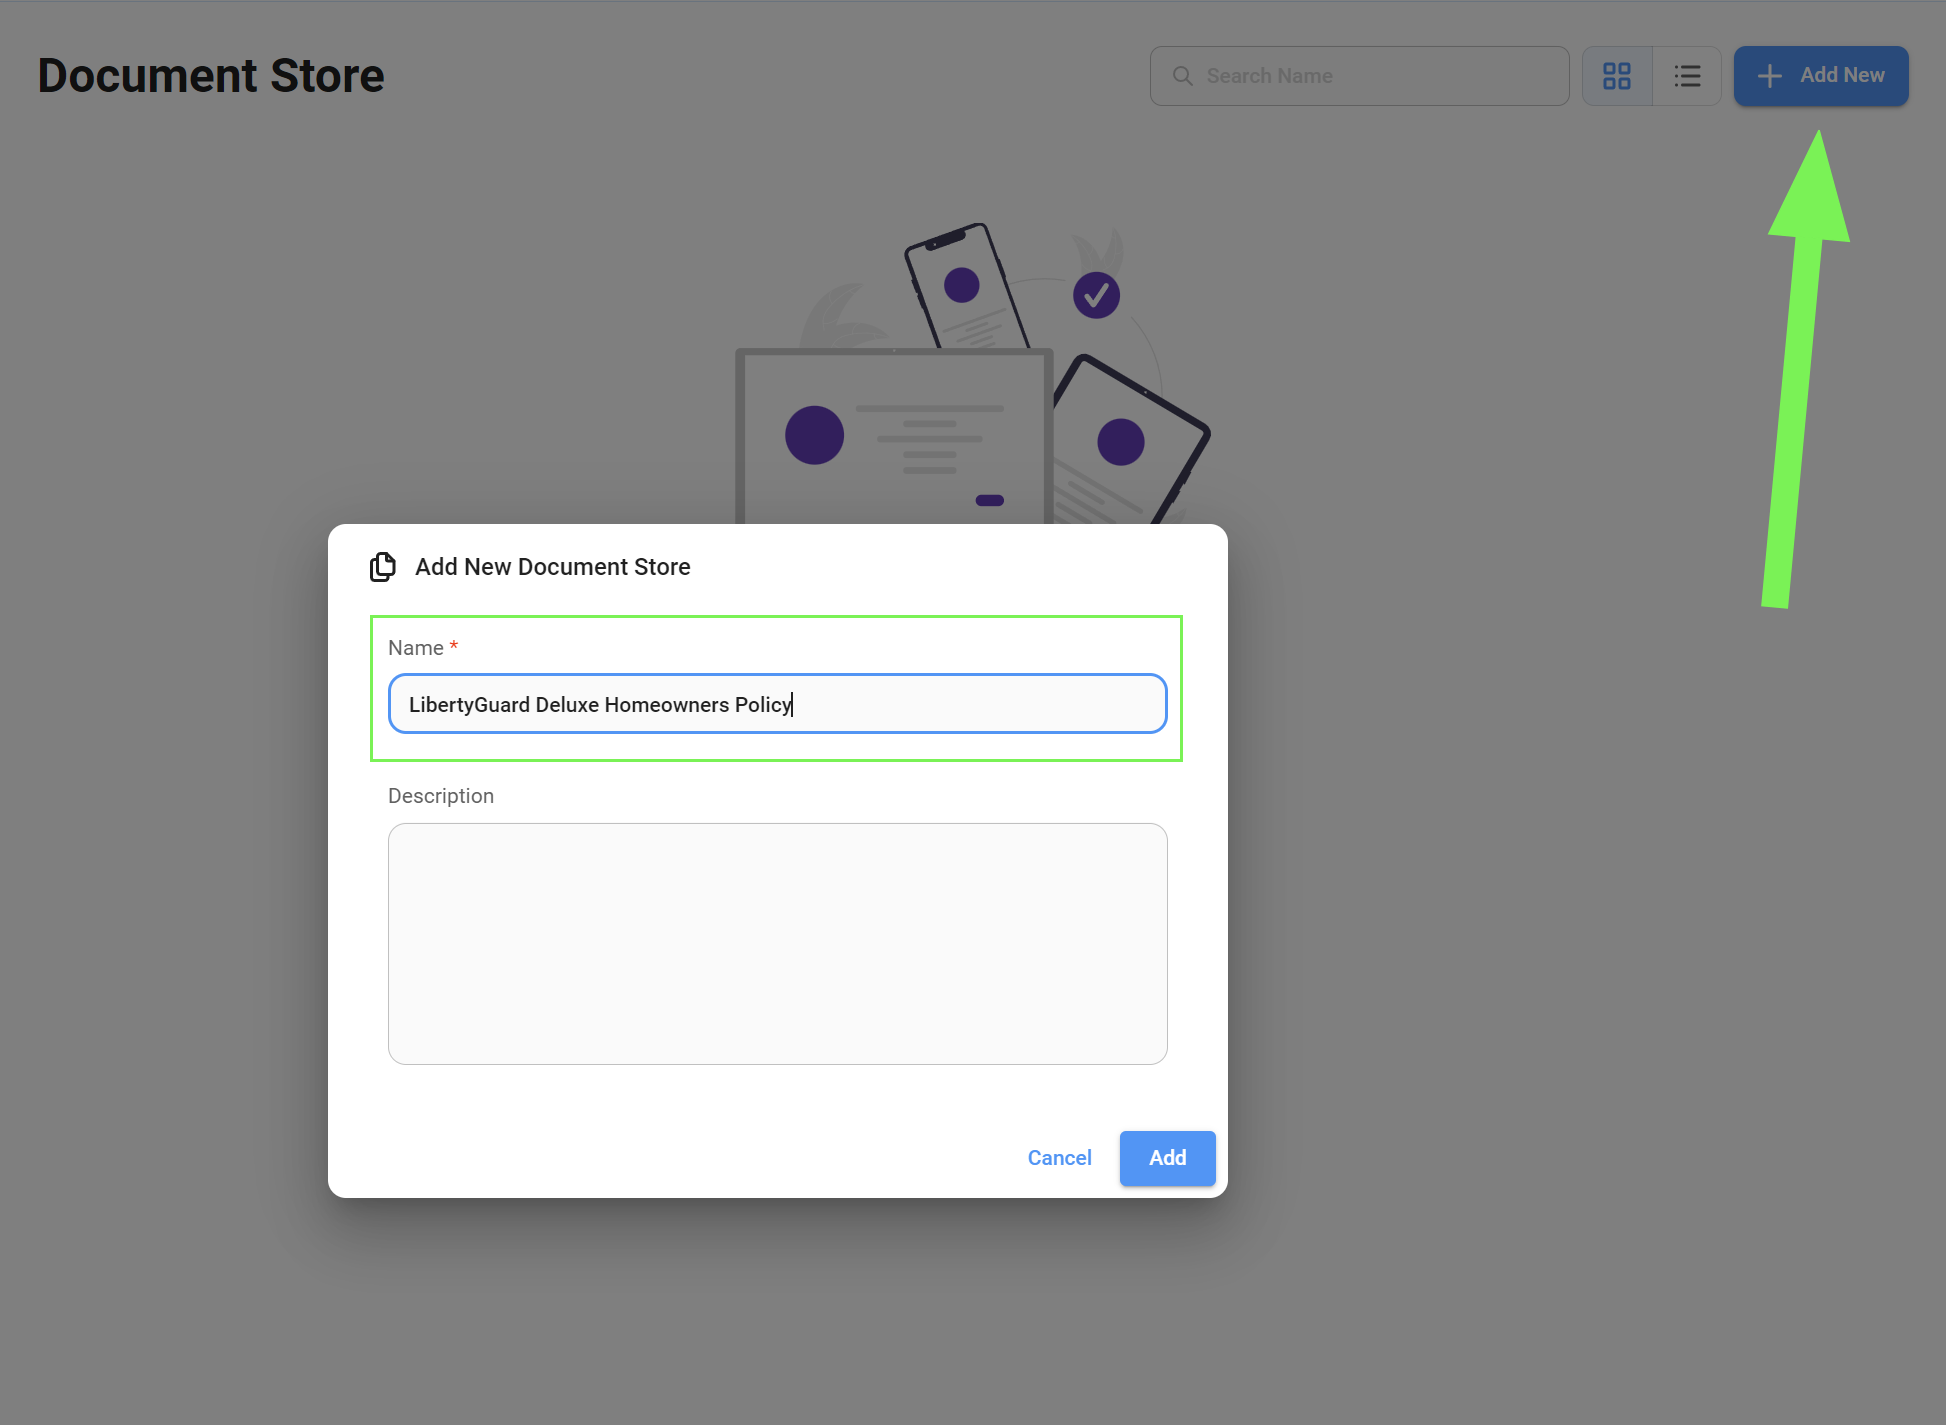 Document Store
Search Name
Add New
Add New Document Store
Name *
LibertyGuard Deluxe Homeowners Policy
Description
Cancel
Add